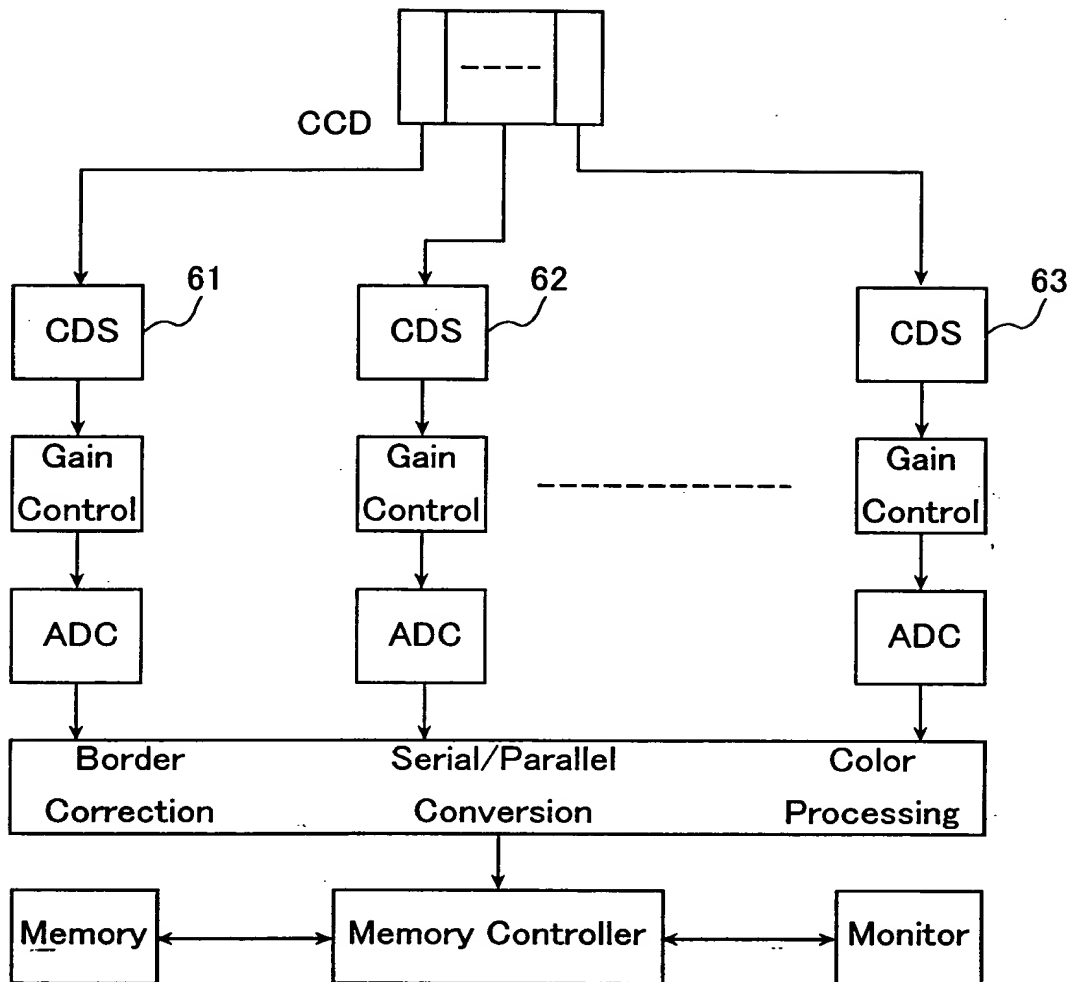 CCD
61
62
63
CDS
CDS
CDS
Gain
Control
Gain
Control
Gain
Control
ADC
ADC
ADC
Border
Correction
Serial/Parallel
Conversion
Color
Processing
Memory
Memory Controller
Monitor